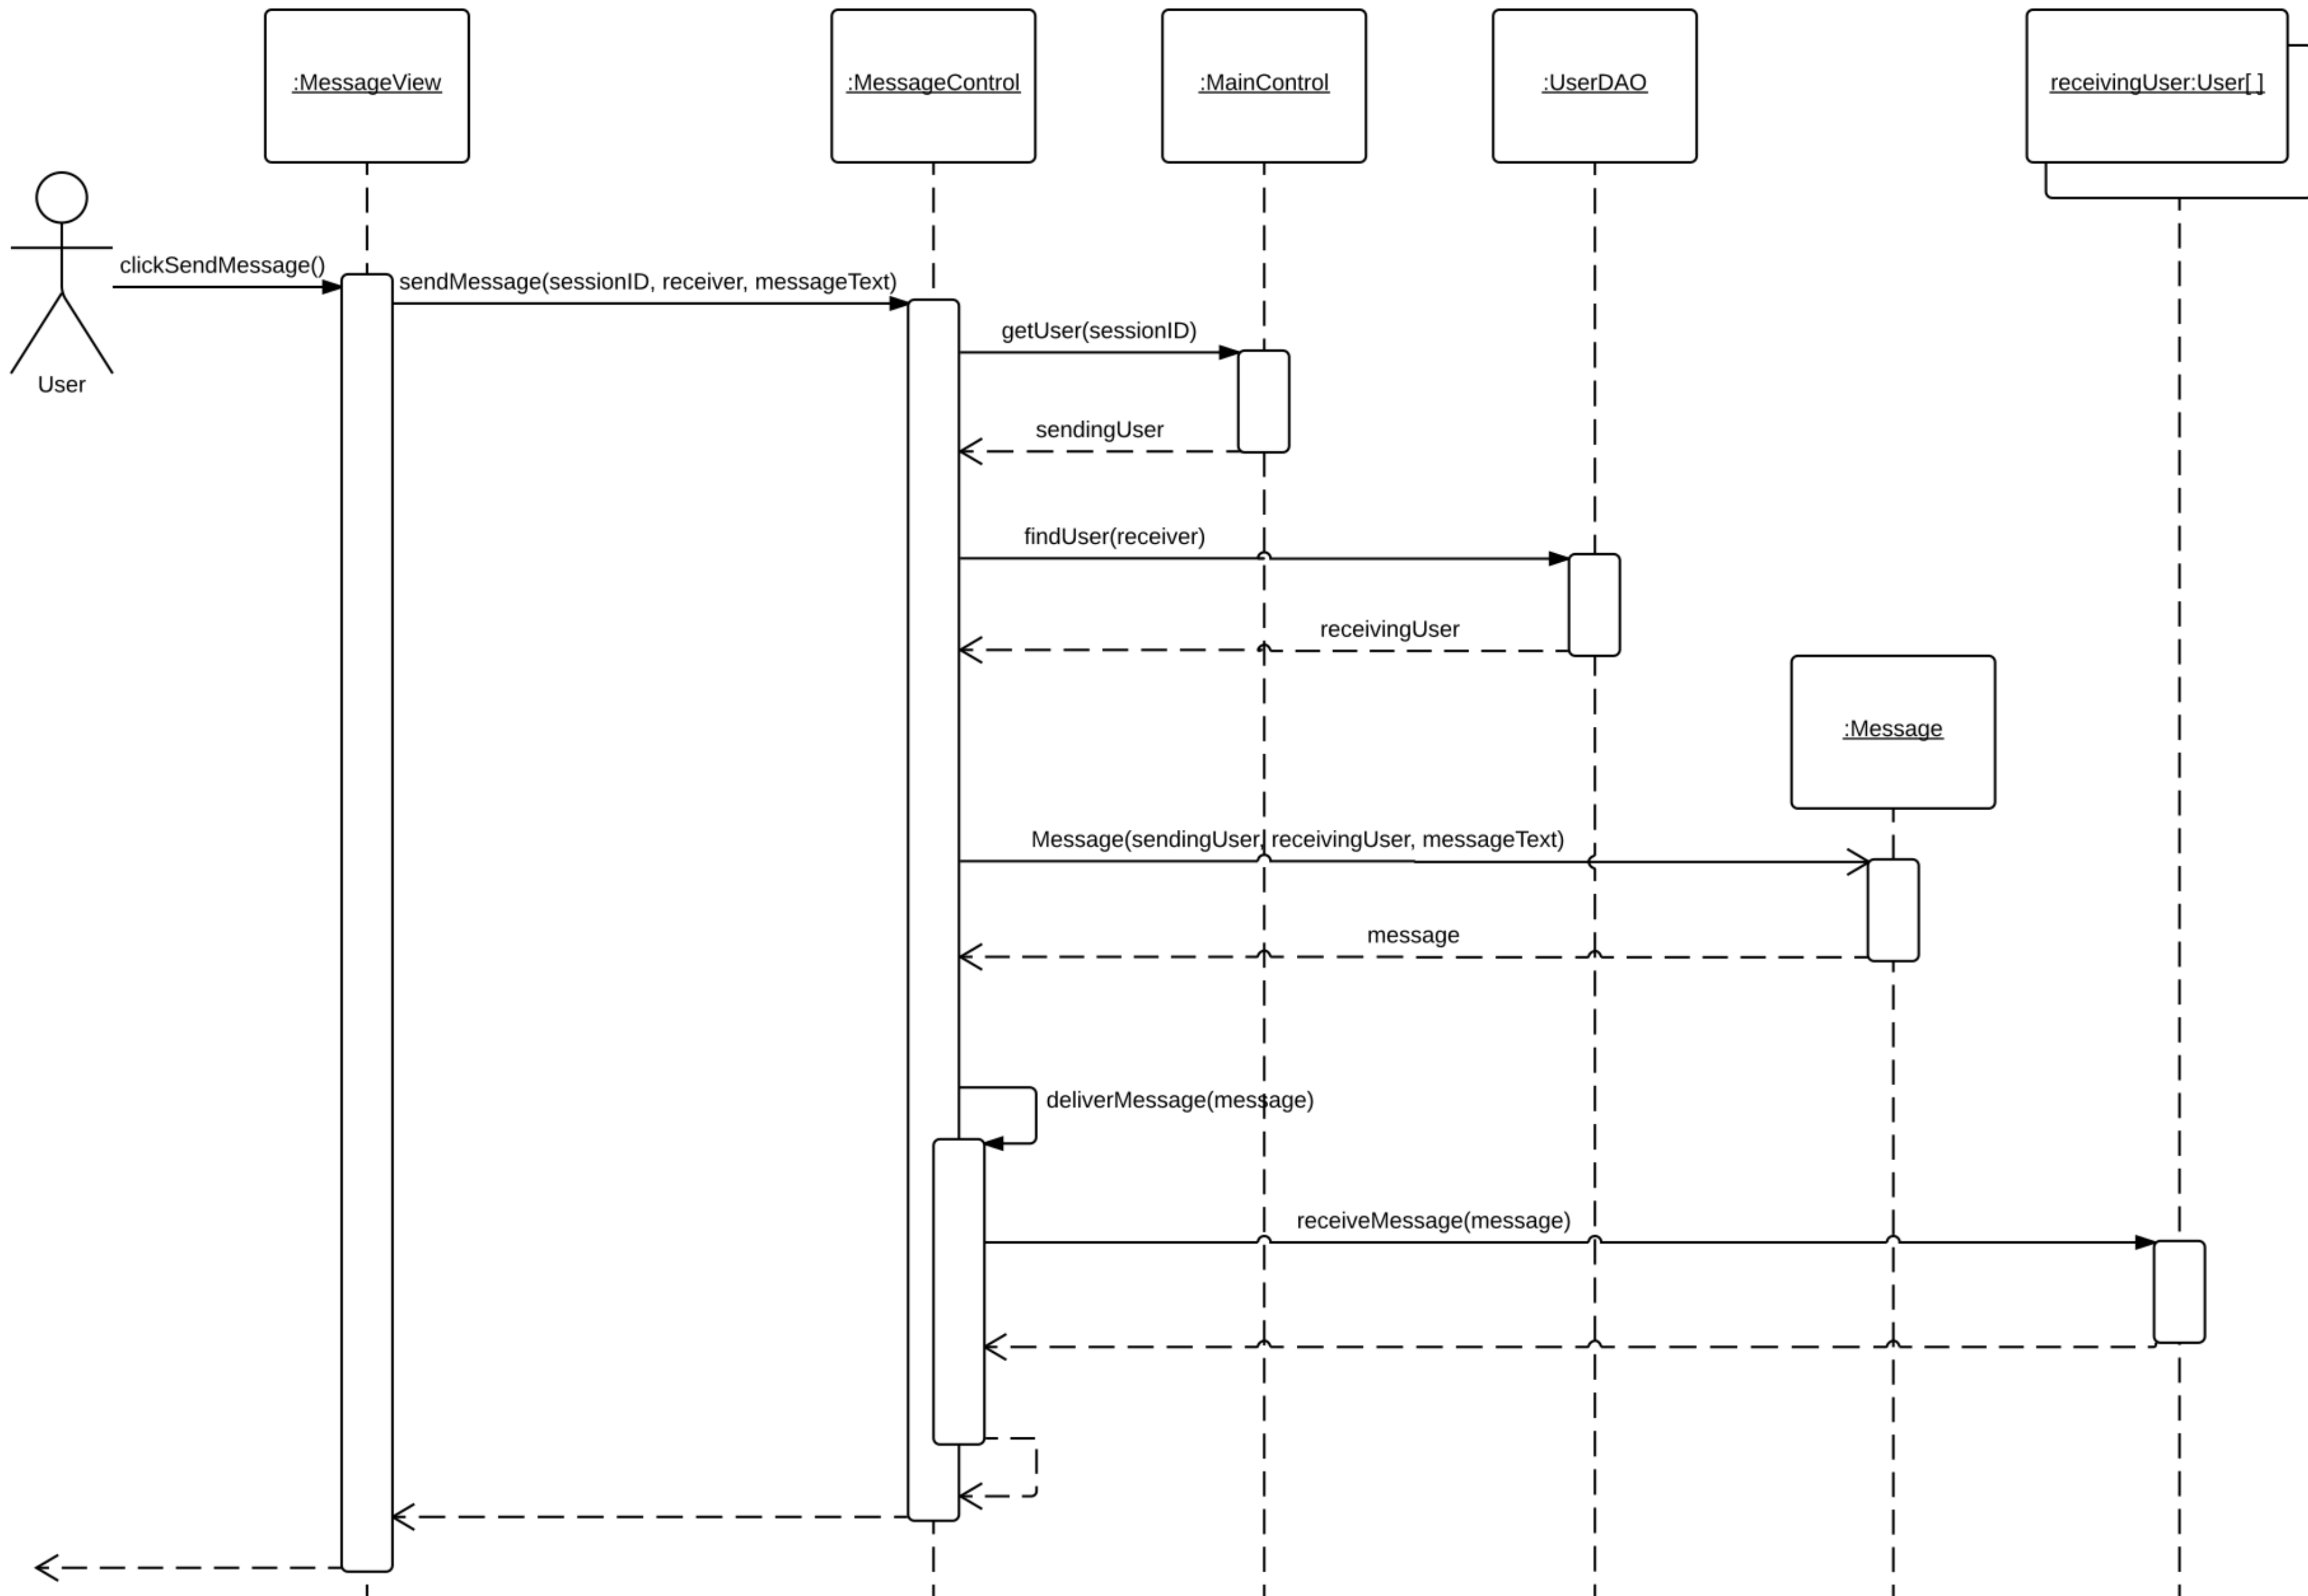 :MessageView
:MessageControl
:MainControl
:UserDAO
receivingUser:User[ ]
clickSendMessage()
sendMessage(sessionID, receiver, messageText)
getUser(sessionID)
User
sendingUser
findUser(receiver)
receivingUser
:Message
Message(sendingUser, receivingUser, messageText)
message
deliverMessage(message)
receiveMessage(message)